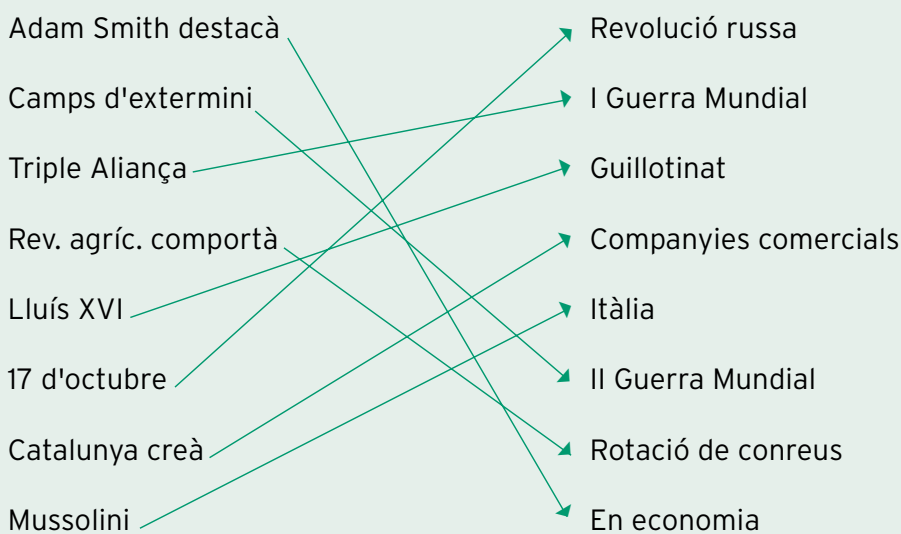 Adam Smith destacà
Revolució russa
Camps d'extermini
I Guerra Mundial
Triple Aliança
Guillotinat
Rev. agríc. comportà
Companyies comercials
Lluís XVI
Itàlia
17 d'octubre
II Guerra Mundial
Catalunya creà
Rotació de conreus
Mussolini
En economia